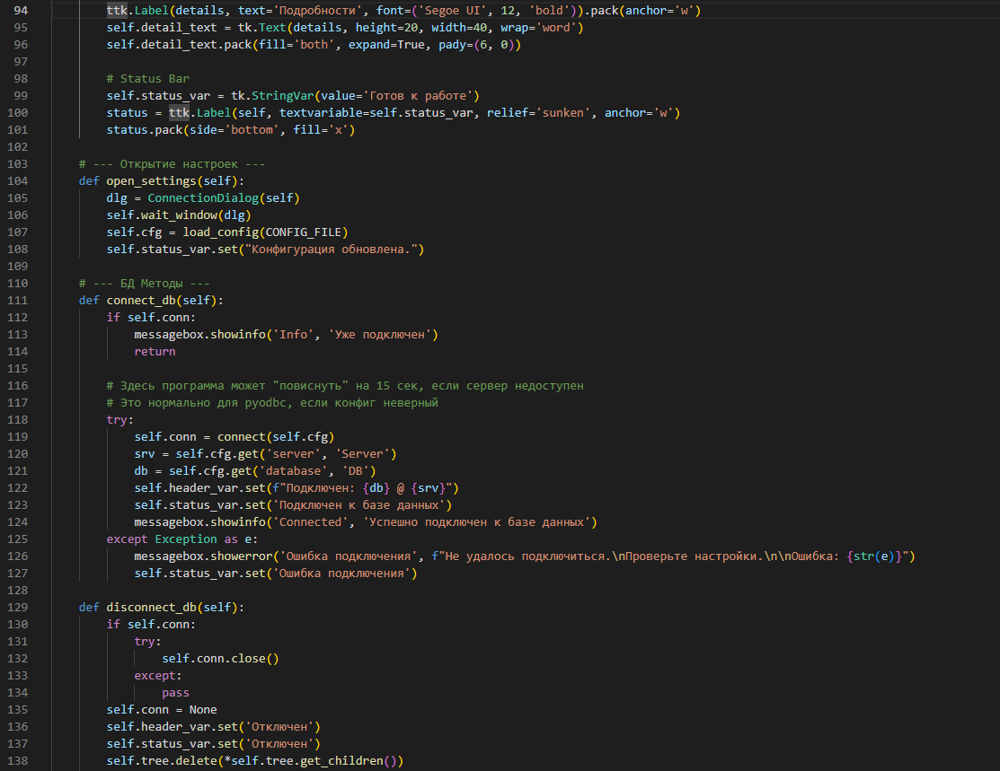 94 ttk.Label(details, text='Подробности', font=('Segoe UI', 12, 'bold')).pack(anchor='w')
95 self.detail_text = tk.Text(details, height=20, width=40, wrap='word')
96 self.detail_text.pack(fill='both', expand=True, pady=(6, 0))
97
98 # Status Bar
99 self.status_var = tk.StringVar(value='Готов к работе')
100 status = ttk.Label(self, textvariable=self.status_var, relief='sunken', anchor='w')
101 status.pack(side='bottom', fill='x')
102
103 # --- Открытие настроек ---
104 def open_settings(self):
105 dlg = ConnectionDialog(self)
106 self.wait_window(dlg)
107 self.cfg = load_config(CONFIG_FILE)
108 self.status_var.set("Конфигурация обновлена.")
109
110 # --- БД Методы ---
111 def connect_db(self):
112 if self.conn:
113 messagebox.showinfo('Info', 'Уже подключен')
114 return
115
116 # Здесь программа может "повиснуть" на 15 сек, если сервер недоступен
117 # Это нормально для pyodbc, если конфиг неверный
118 try:
119 self.conn = connect(self.cfg)
120 srv = self.cfg.get('server', 'Server')
121 db = self.cfg.get('database', 'DB')
122 self.header_var.set(f"Подключен: {db} @ {srv}")
123 self.status_var.set('Подключен к базе данных')
124 messagebox.showinfo('Connected', 'Успешно подключен к базе данных')
125 except Exception as e:
126 messagebox.showerror('Ошибка подключения', f"Не удалось подключиться.\nПроверьте настройки.\n\nОшибка: {str(e)}")
127 self.status_var.set('Ошибка подключения')
128
129 def disconnect_db(self):
130 if self.conn:
131 try:
132 self.conn.close()
133 except:
134 pass
135 self.conn = None
136 self.header_var.set('Отключен')
137 self.status_var.set('Отключен')
138 self.tree.delete(*self.tree.get_children())